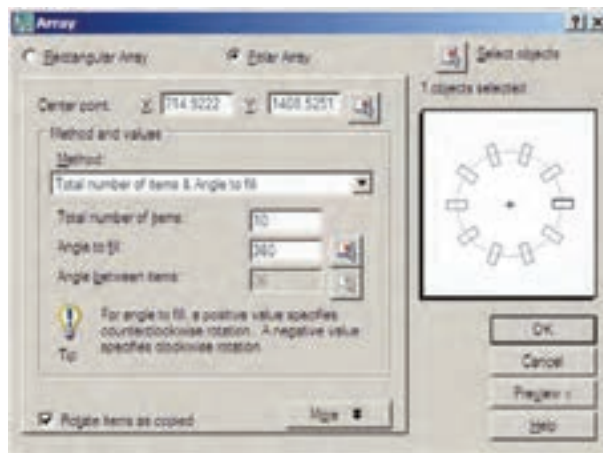 Array
Rectangular Array
Polar Array
Select objects
1 objects selected
Center point: X: 714.9222 Y: 1408.5251
Method and values
Method:
Total number of items & Angle to fill
Total number of items: 10
Angle to fill: 360
Angle between items: 36
For angle to fill, a positive value specifies
counterclockwise rotation. A negative value
specifies clockwise rotation.
Tip
Rotate items as copied
More
OK
Cancel
Preview <
Help